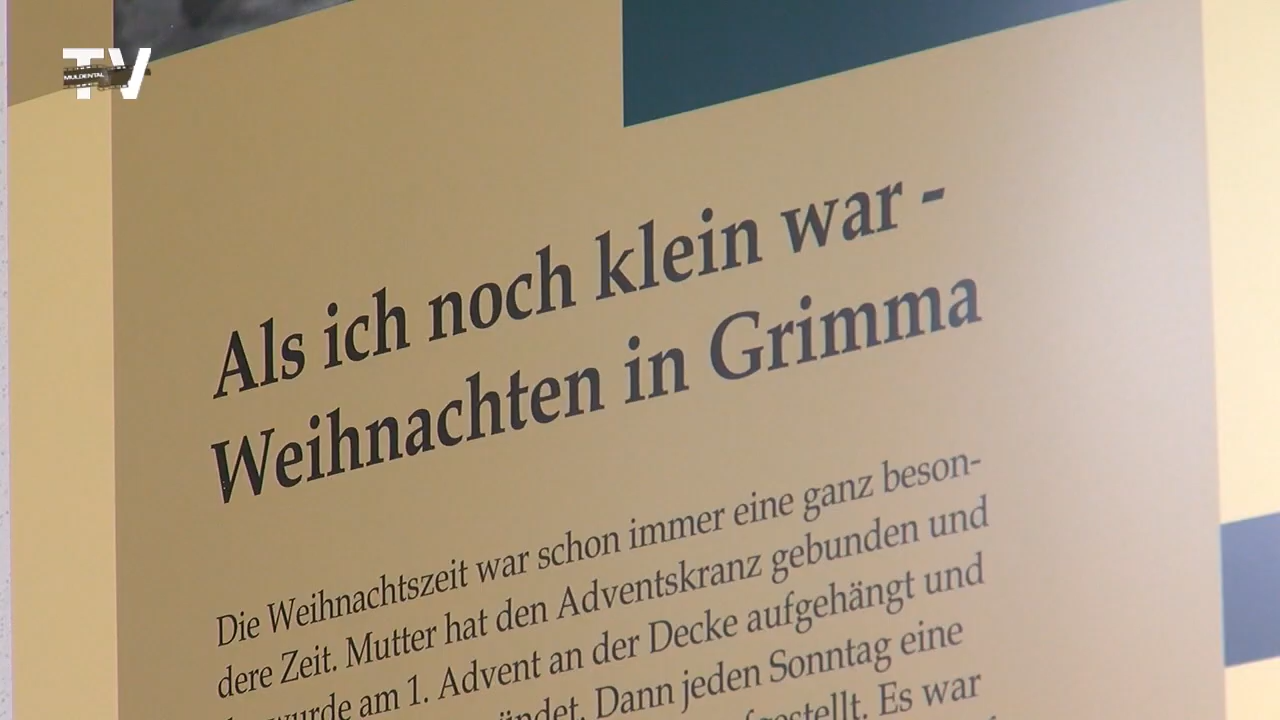 TV
MULDENTAL
Als ich noch klein war -
Weihnachten in Grimma
Die Weihnachtszeit war schon immer eine ganz beson-
dere Zeit. Mutter hat den Adventskranz gebunden und
wurde am 1. Advent an der Decke aufgehängt und
Dann jeden Sonntag eine
Es war